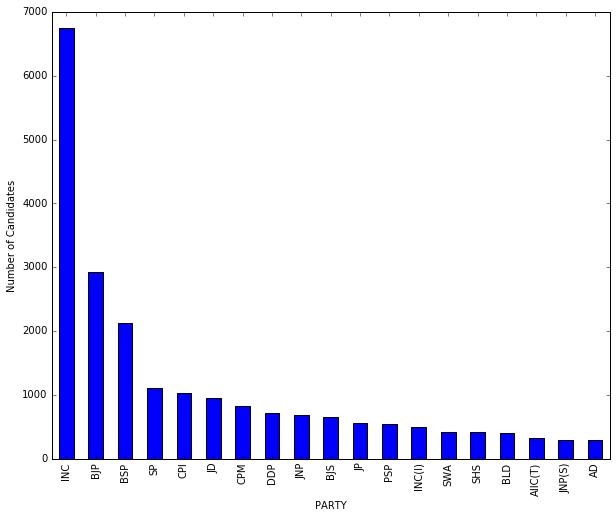 7000
6000
5000
4000
3000
2000
1000
0
Number of Candidates
INC
BJP
BSP
SP
CPI
JD
CPM
DDP
JNP
BJS
JP
PSP
INC(I)
SWA
SHS
BLD
AIIC(T)
JNP(S)
AD
PARTY